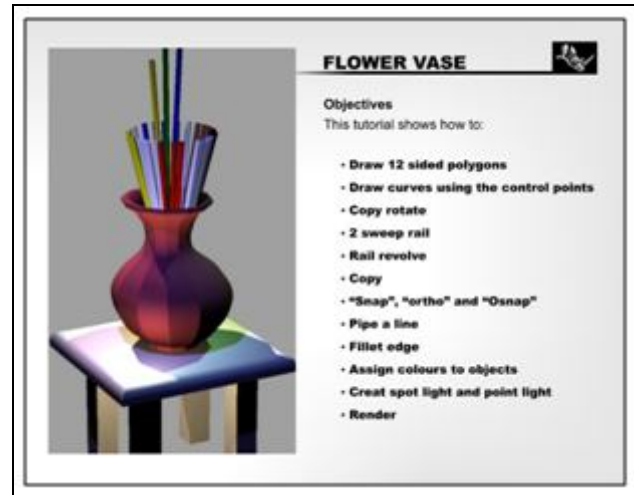 FLOWER VASE
Objectives
This tutorial shows how to:
• Draw 12 sided polygons
• Draw curves using the control points
• Copy rotate
• 2 sweep rail
• Rail revolve
• Copy
• “Snap”, “ortho” and “Osnap”
• Pipe a line
• Fillet edge
• Assign colours to objects
• Creat spot light and point light
• Render